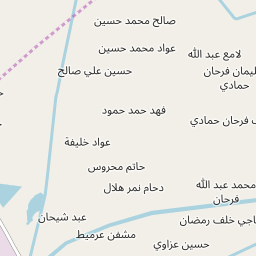 صالح محمد حسين
عواد محمد حسين
لامع عبد الله
حسين علي صالح
ليمان فرحان
حمادي
فهد حمد حمود
ف فرحان حمادي
عواد خليفة
حاتم محروس
دحام نمر هلال
محمد عبد الله
فرحان
عبد شيحان
اجي خلف رمضان
مشفن عرميط
حسين عزاوي